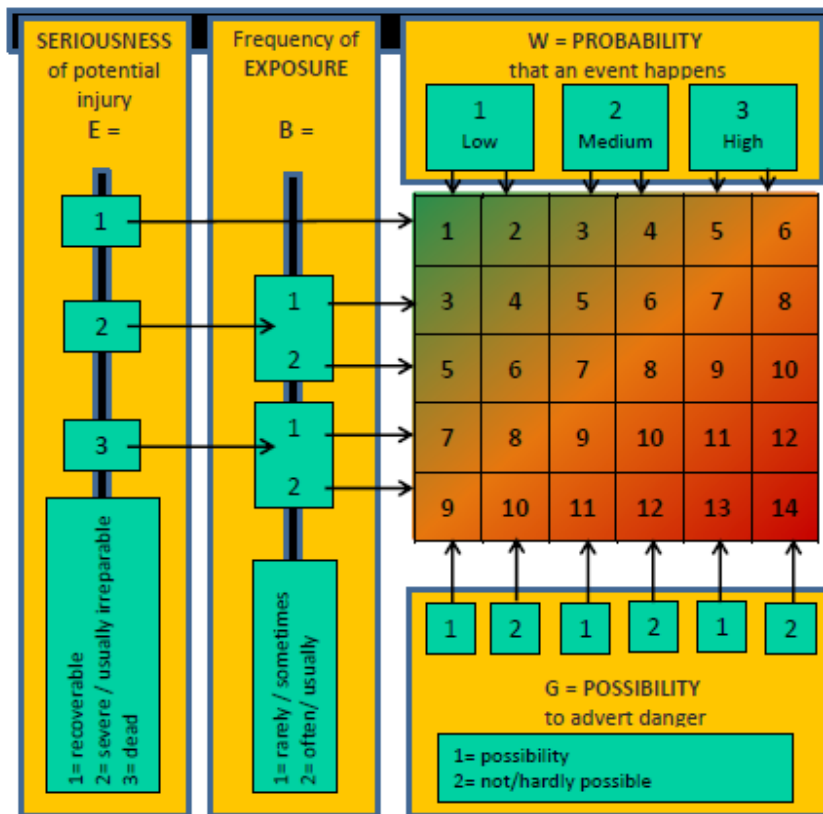 SERIOUSNESS
of potential
injury
E =
1
2
3
1= recoverable
2= severe / usually irreparable
3= dead
Frequency of
EXPOSURE
B =
1
2
1
2
1= rarely / sometimes
2= often/ usually
W = PROBABILITY
that an event happens
1
Low
2
Medium
3
High
1 2 3 4 5 6
3 4 5 6 7 8
5 6 7 8 9 10
7 8 9 10 11 12
9 10 11 12 13 14
1 2 1 2 1 2
G = POSSIBILITY
to advert danger
1= possibility
2= not/hardly possible